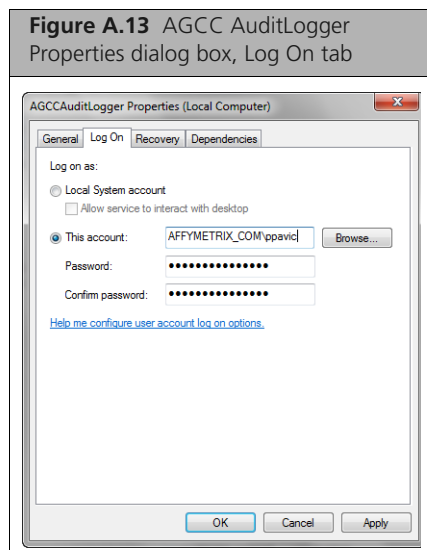 Figure A.13 AGCC AuditLogger
Properties dialog box, Log On tab
AGCCAuditLogger Properties (Local Computer)
General Log On Recovery Dependencies
Log on as:
Local System account
Allow service to interact with desktop
This account: AFFYMETRIX_COM\ppavic Browse...
Password: •••••••••••••••
Confirm password: •••••••••••••••
Help me configure user account log on options.
OK Cancel Apply